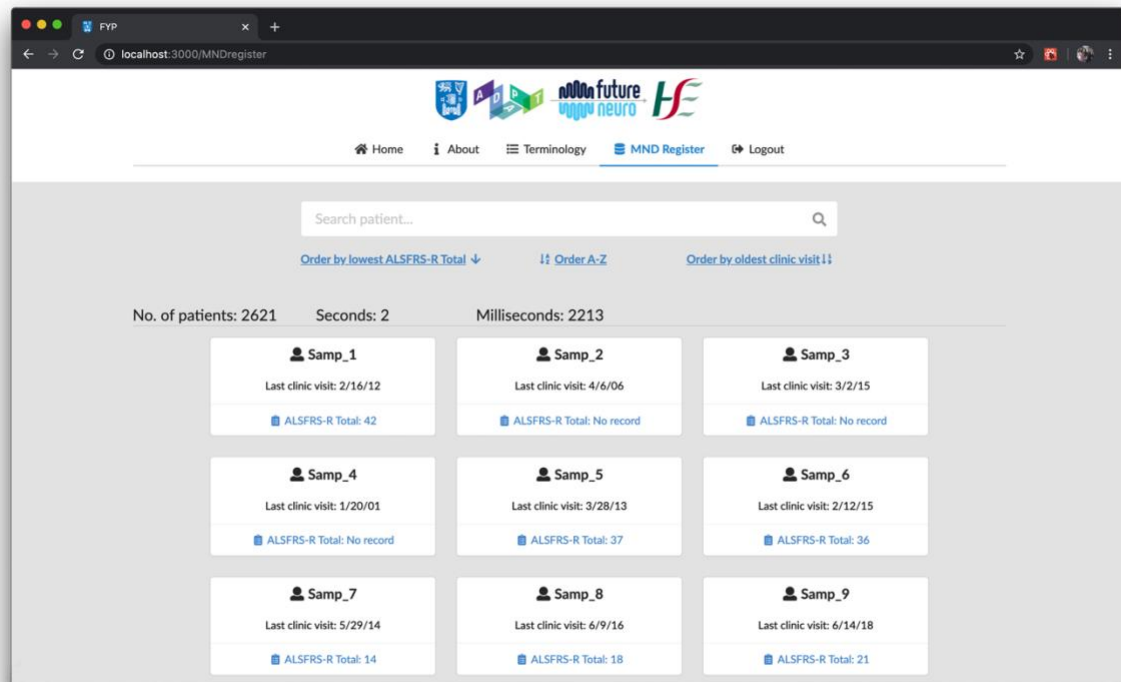 FYP
localhost:3000/MNDregister
ADAPT future neuro HSE
Home About Terminology MND Register Logout
Search patient...
Order by lowest ALSFRS-R Total Order A-Z Order by oldest clinic visit
No. of patients: 2621 Seconds: 2 Milliseconds: 2213
Samp_1 Samp_2 Samp_3
Last clinic visit: 2/16/12 Last clinic visit: 4/6/06 Last clinic visit: 3/2/15
ALSFRS-R Total: 42 ALSFRS-R Total: No record ALSFRS-R Total: No record
Samp_4 Samp_5 Samp_6
Last clinic visit: 1/20/01 Last clinic visit: 3/28/13 Last clinic visit: 2/12/15
ALSFRS-R Total: No record ALSFRS-R Total: 37 ALSFRS-R Total: 36
Samp_7 Samp_8 Samp_9
Last clinic visit: 5/29/14 Last clinic visit: 6/9/16 Last clinic visit: 6/14/18
ALSFRS-R Total: 14 ALSFRS-R Total: 18 ALSFRS-R Total: 21